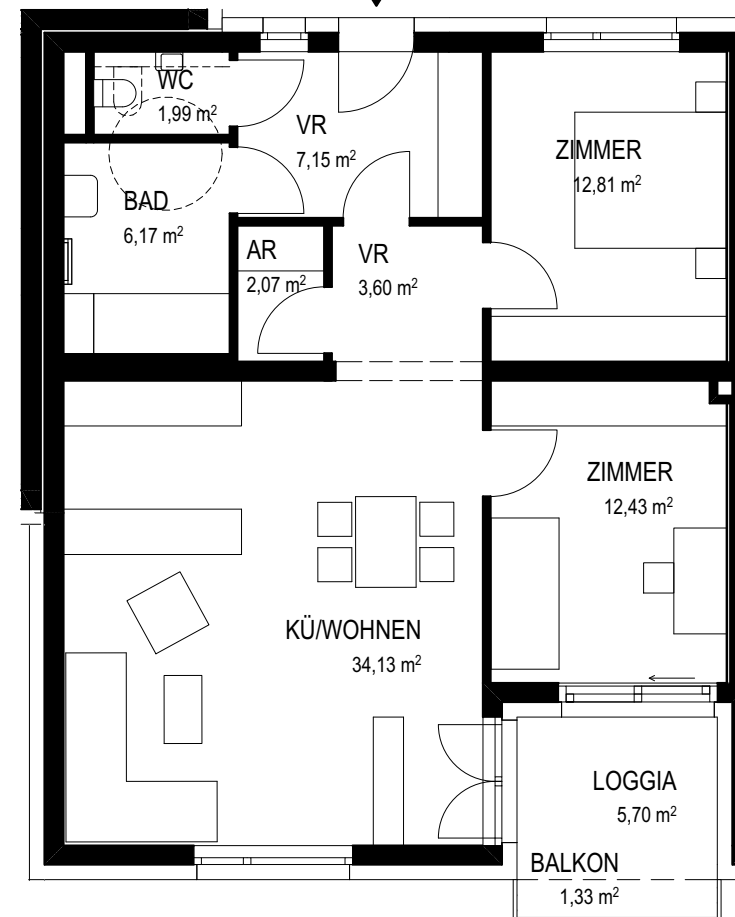 WC
1,99 m²
VR
7,15 m²
ZIMMER
12,81 m²
BAD
6,17 m²
AR
2,07 m²
VR
3,60 m²
ZIMMER
12,43 m²
KÜ/WOHNEN
34,13 m²
LOGGIA
5,70 m²
BALKON
1,33 m²